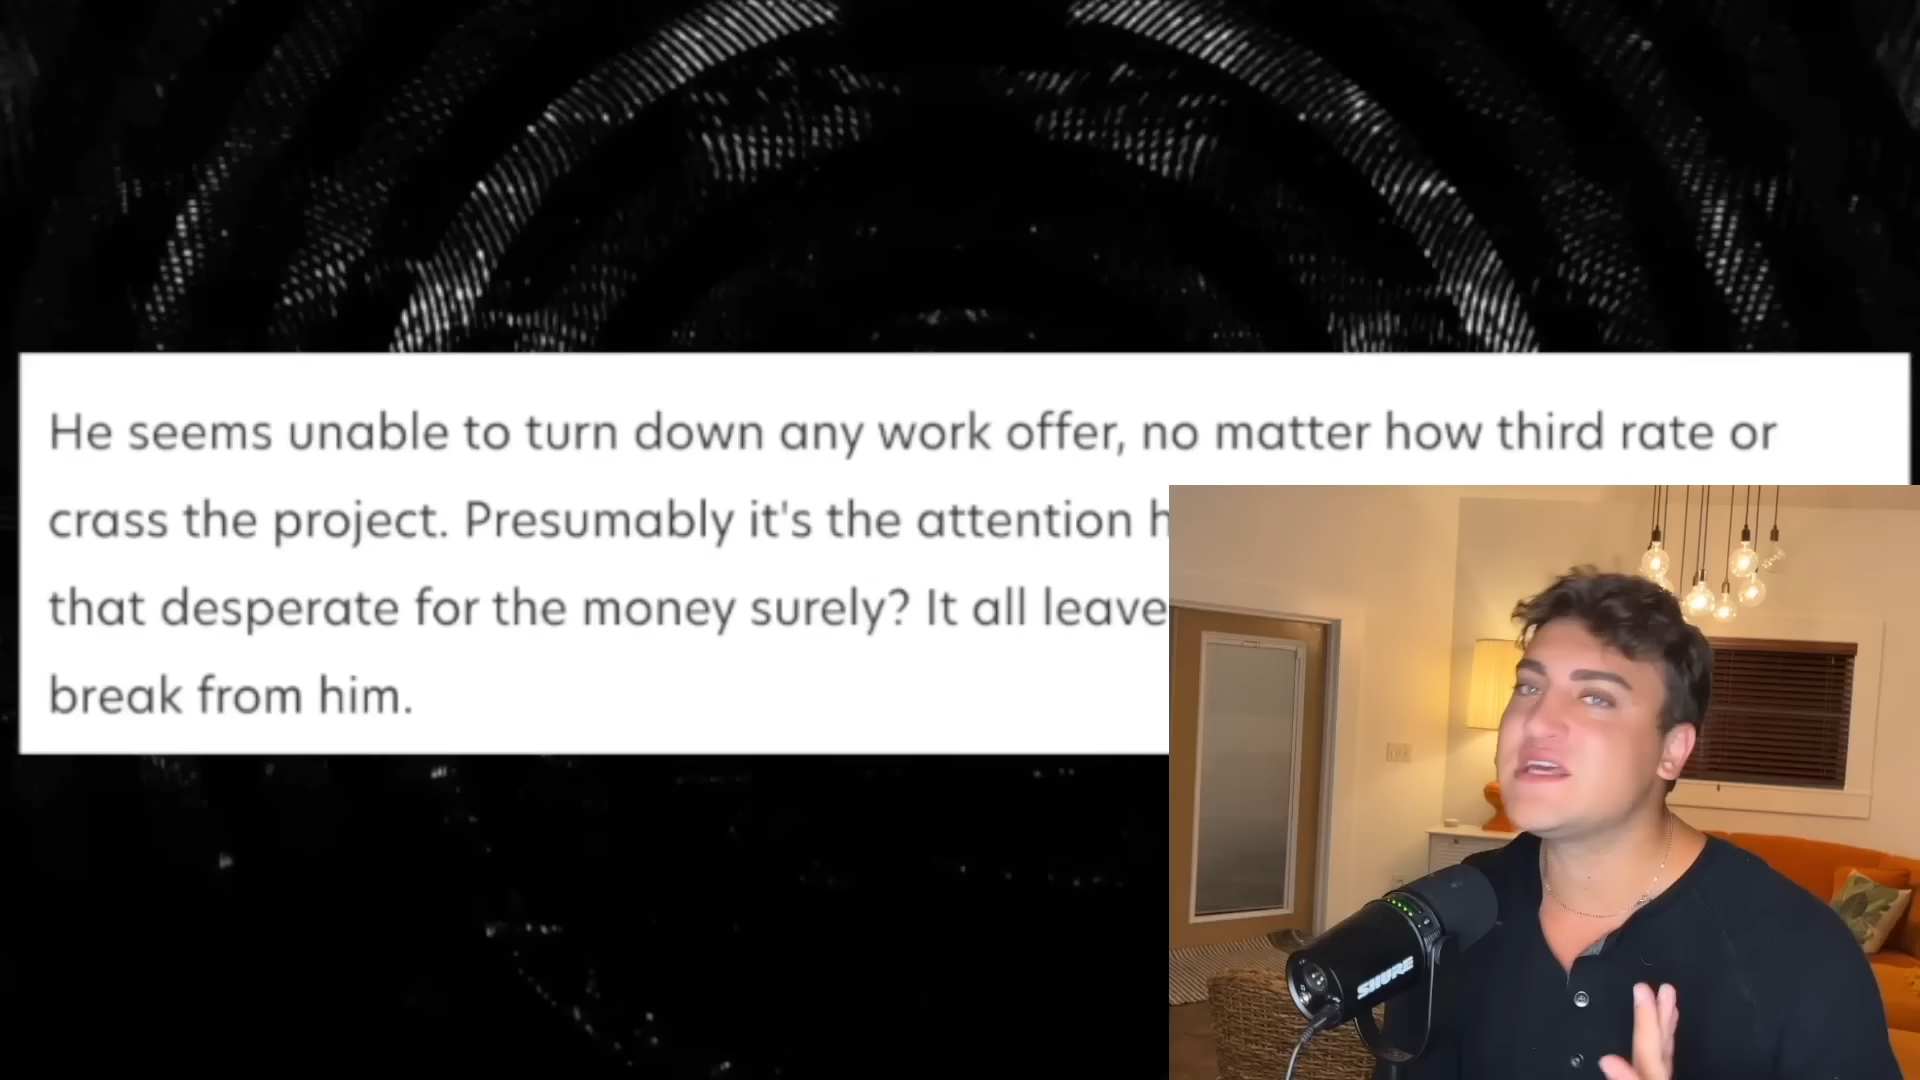 He seems unable to turn down any work offer, no matter how third rate or
crass the project. Presumably it's the attention
that desperate for the money surely? It all
break from him.
SHURE